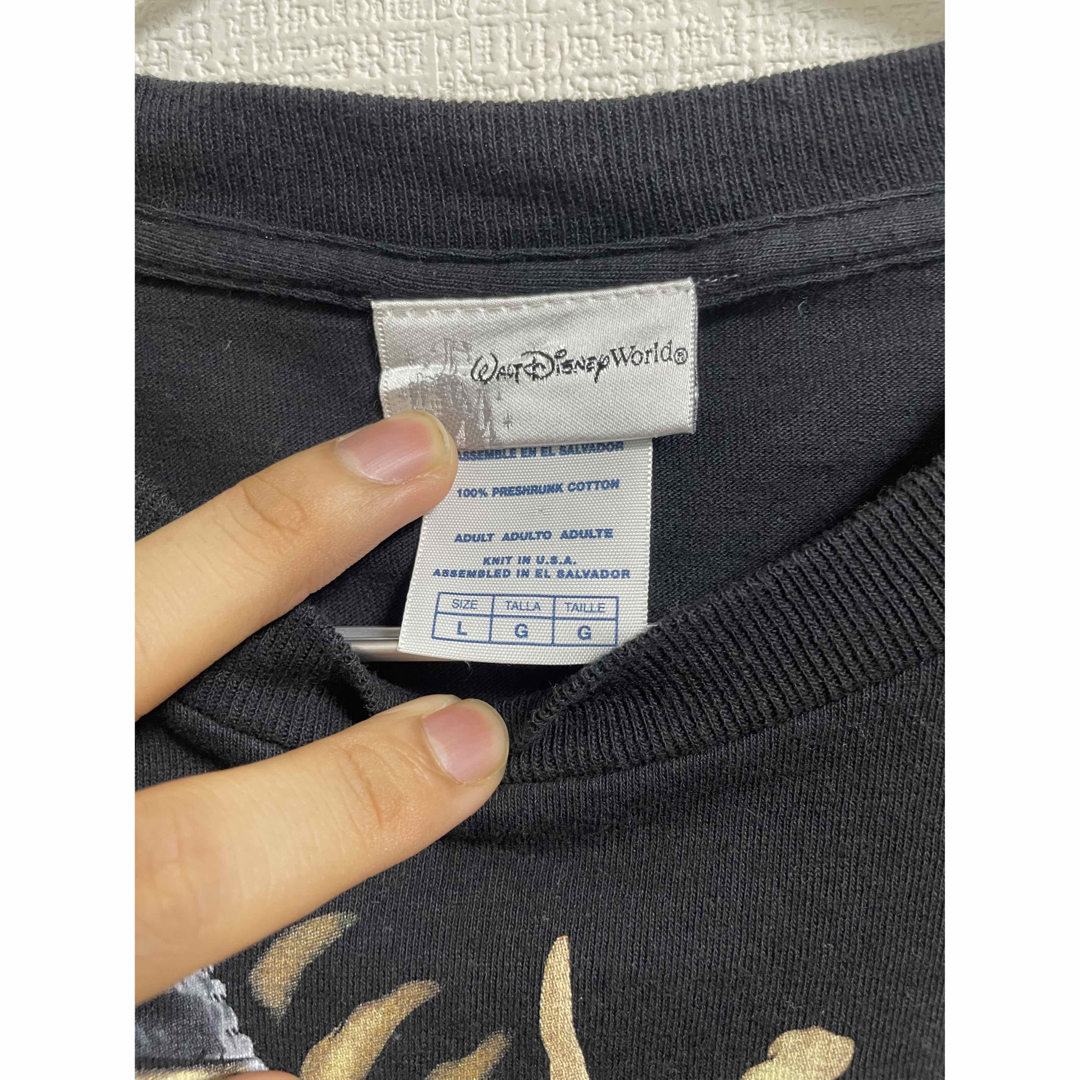 WALT DISNEY World®
ASSEMBLE EN EL SALVADOR
100% PRESHRUNK COTTON
ADULT ADULTO ADULTE
KNIT IN U.S.A.
ASSEMBLED IN EL SALVADOR
SIZE TALLA TAILLE
L G G